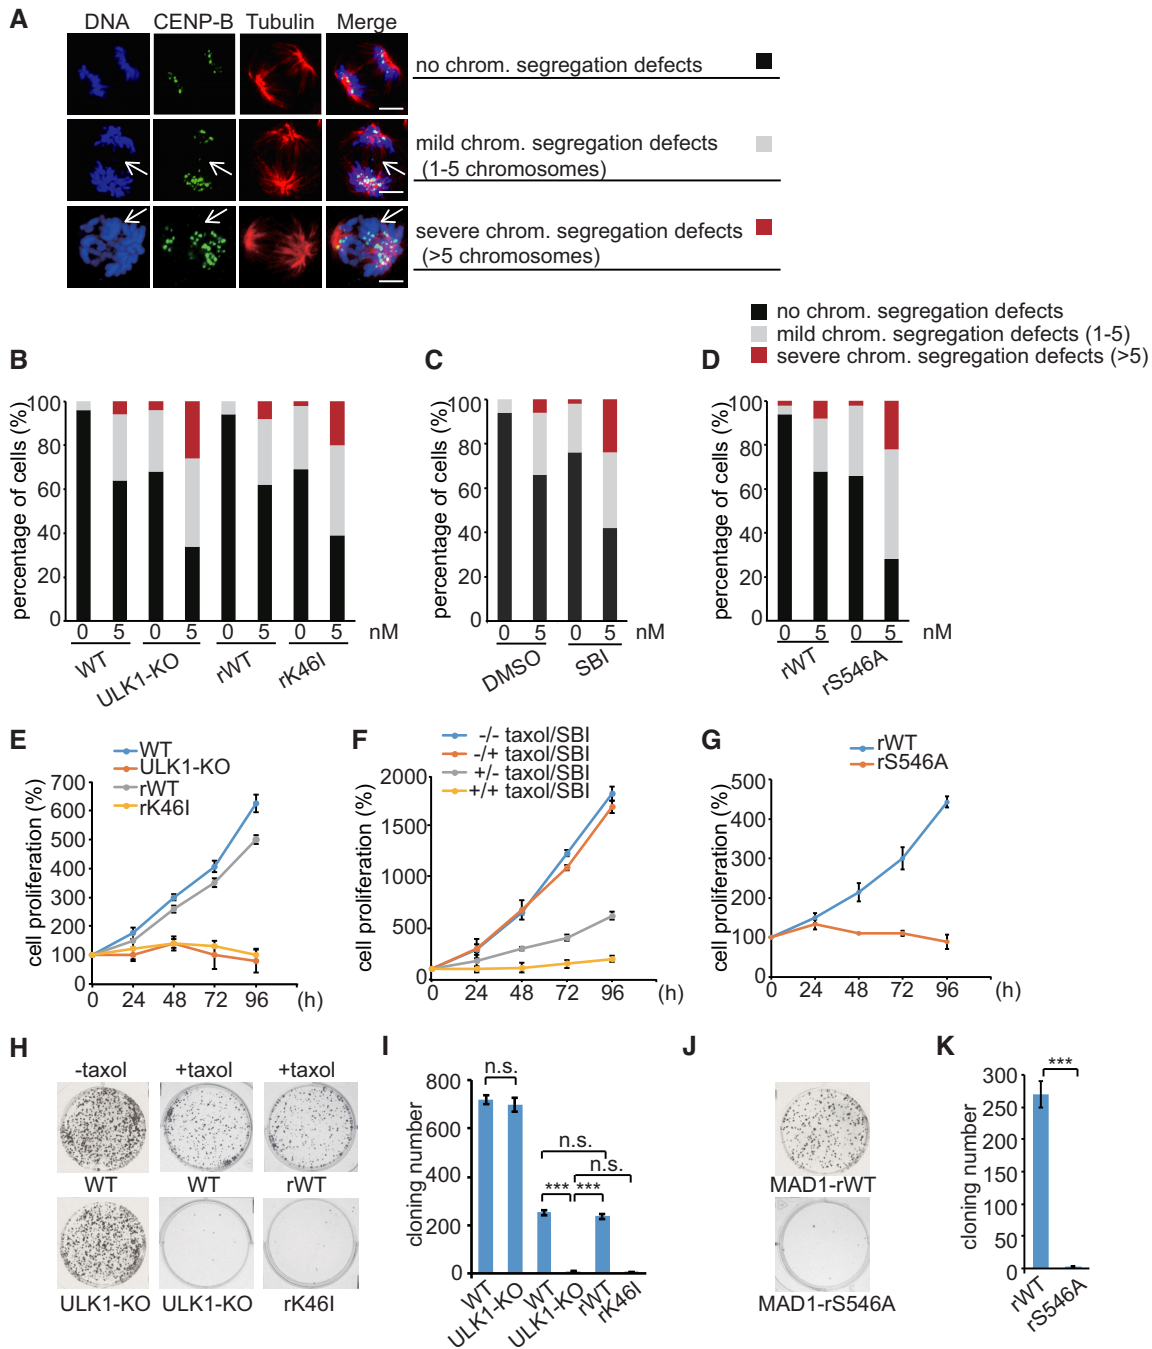 A
DNA CENP-B Tubulin Merge
no chrom. segregation defects
mild chrom. segregation defects
(1-5 chromosomes)
severe chrom. segregation defects
(>5 chromosomes)
no chrom. segregation defects
mild chrom. segregation defects (1-5)
severe chrom. segregation defects (>5)
B
percentage of cells (%)
100
80
60
40
20
0
0 5 0 5 0 5 0 5 nM
WT ULK1-KO rWT rK46I
C
percentage of cells (%)
100
80
60
40
20
0
0 5 0 5 nM
DMSO SBI
D
percentage of cells (%)
100
80
60
40
20
0
0 5 0 5 nM
rWT rS546A
E
WT
ULK1-KO
rWT
rK46I
cell proliferation (%)
700
600
500
400
300
200
100
0
0 24 48 72 96 (h)
F
-/- taxol/SBI
-/+ taxol/SBI
+/- taxol/SBI
+/+ taxol/SBI
cell proliferation (%)
2000
1500
1000
500
0
0 24 48 72 96 (h)
G
rWT
rS546A
cell proliferation (%)
500
400
300
200
100
0
0 24 48 72 96 (h)
H
-taxol +taxol +taxol
WT WT rWT
ULK1-KO ULK1-KO rK46I
I
cloning number
800
600
400
200
0
n.s.
n.s.
n.s.
*** ***
WT ULK1-KO WT ULK1-KO rWT rK46I
J
MAD1-rWT
MAD1-rS546A
K
cloning number
300
250
200
150
100
50
0
***
rWT rS546A